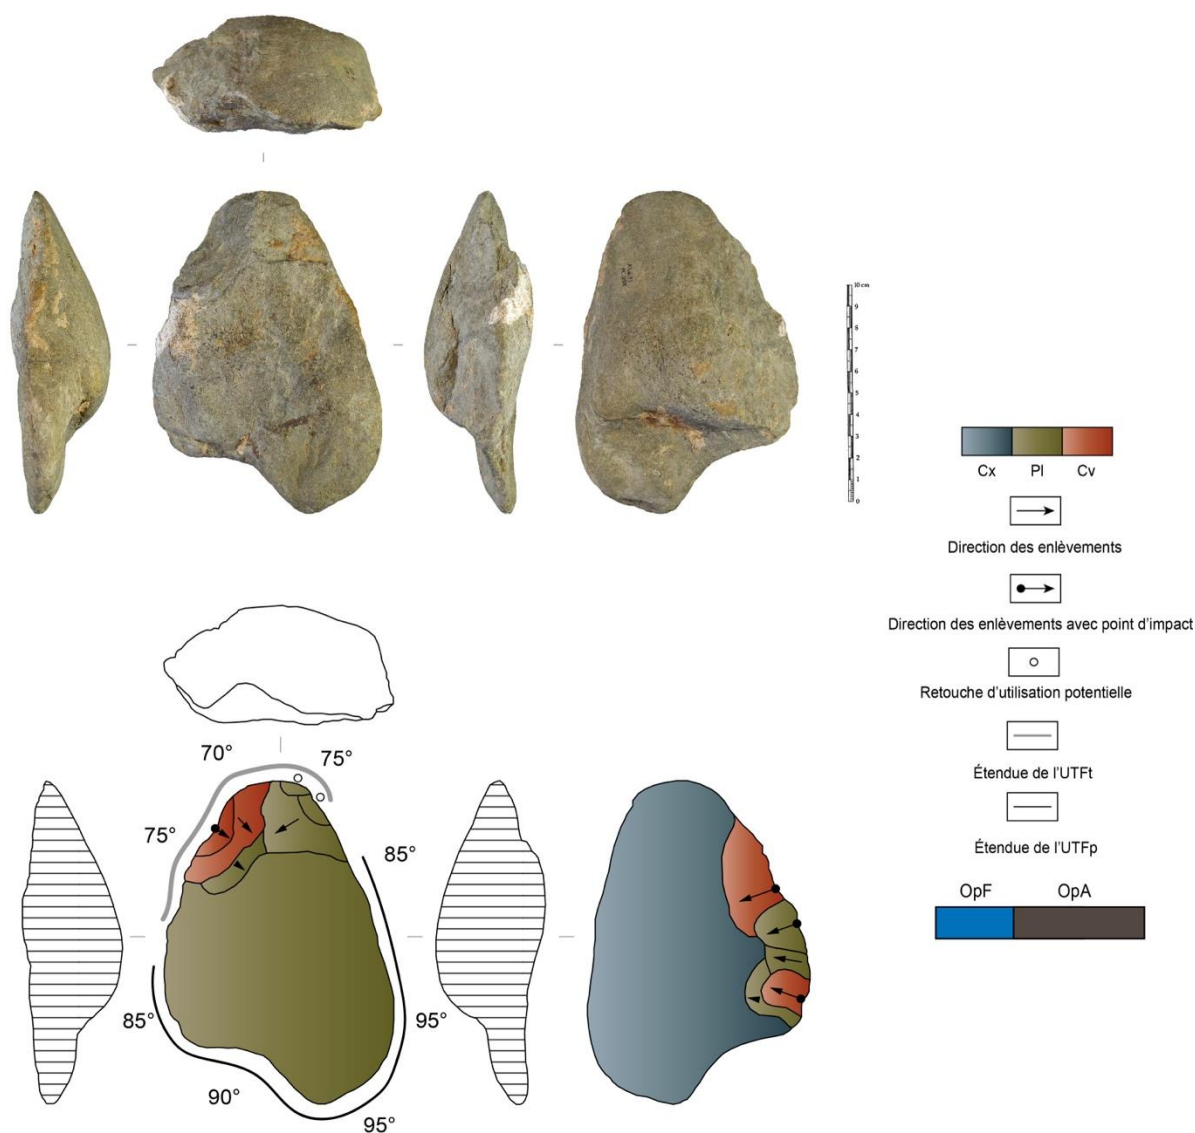 10 cm
9
8
7
6
5
4
3
2
1
0
Cx Pl Cv
Direction des enlèvements
Direction des enlèvements avec point d'impact
Retouche d'utilisation potentielle
Étendue de l'UTFt
Étendue de l'UTFp
OpF OpA
70° 75°
75°
85°
85°
95°
90°
95°